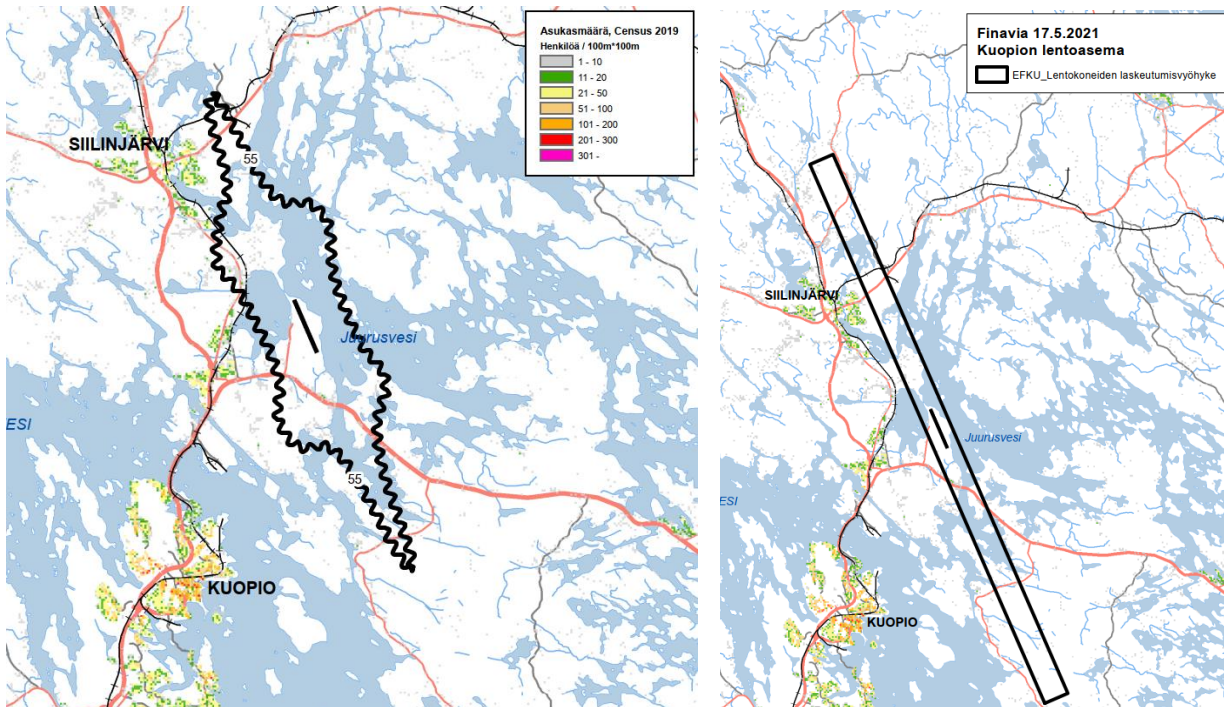 Asukasmäärä, Census 2019
Henkilöä / 100m*100m
1 - 10
11 - 20
21 - 50
51 - 100
101 - 200
201 - 300
301 -
SIILINJÄRVI
55
Juurusvesi
ESI
55
KUOPIO
Finavia 17.5.2021
Kuopion lentoasema
EFKU_Lentokoneiden laskeutumisvyöhyke
SIILINJÄRVI
Juurusvesi
ESI
KUOPIO